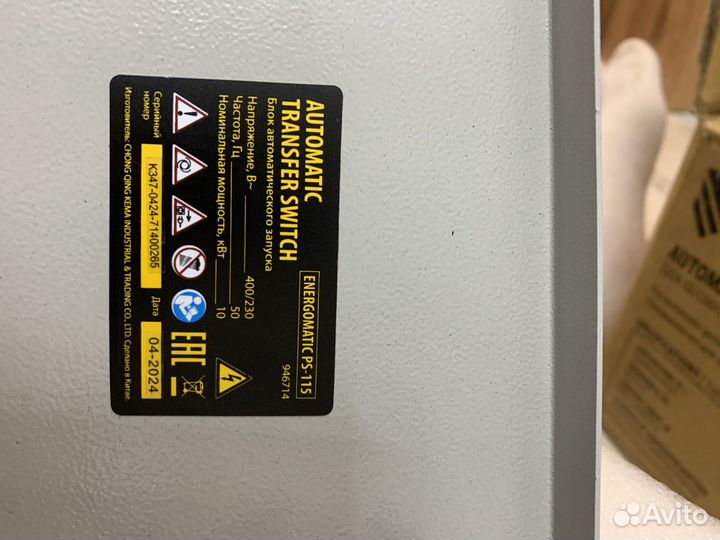 AUTOMATIC
TRANSFER SWITCH
ENERGOMATIC PS-115
Блок автоматического запуска
946714
Напряжение, В~ 400/230
Частота, Гц 50
Номинальная мощность, кВт 10
EAC
Серийный
номер
K347-0424-71400265
Дата
04-2024
Изготовитель: CHONG QING KEMA INDUSTRIAL & TRADING CO., LTD. Сделано в Китае.
AUTOM
Avito